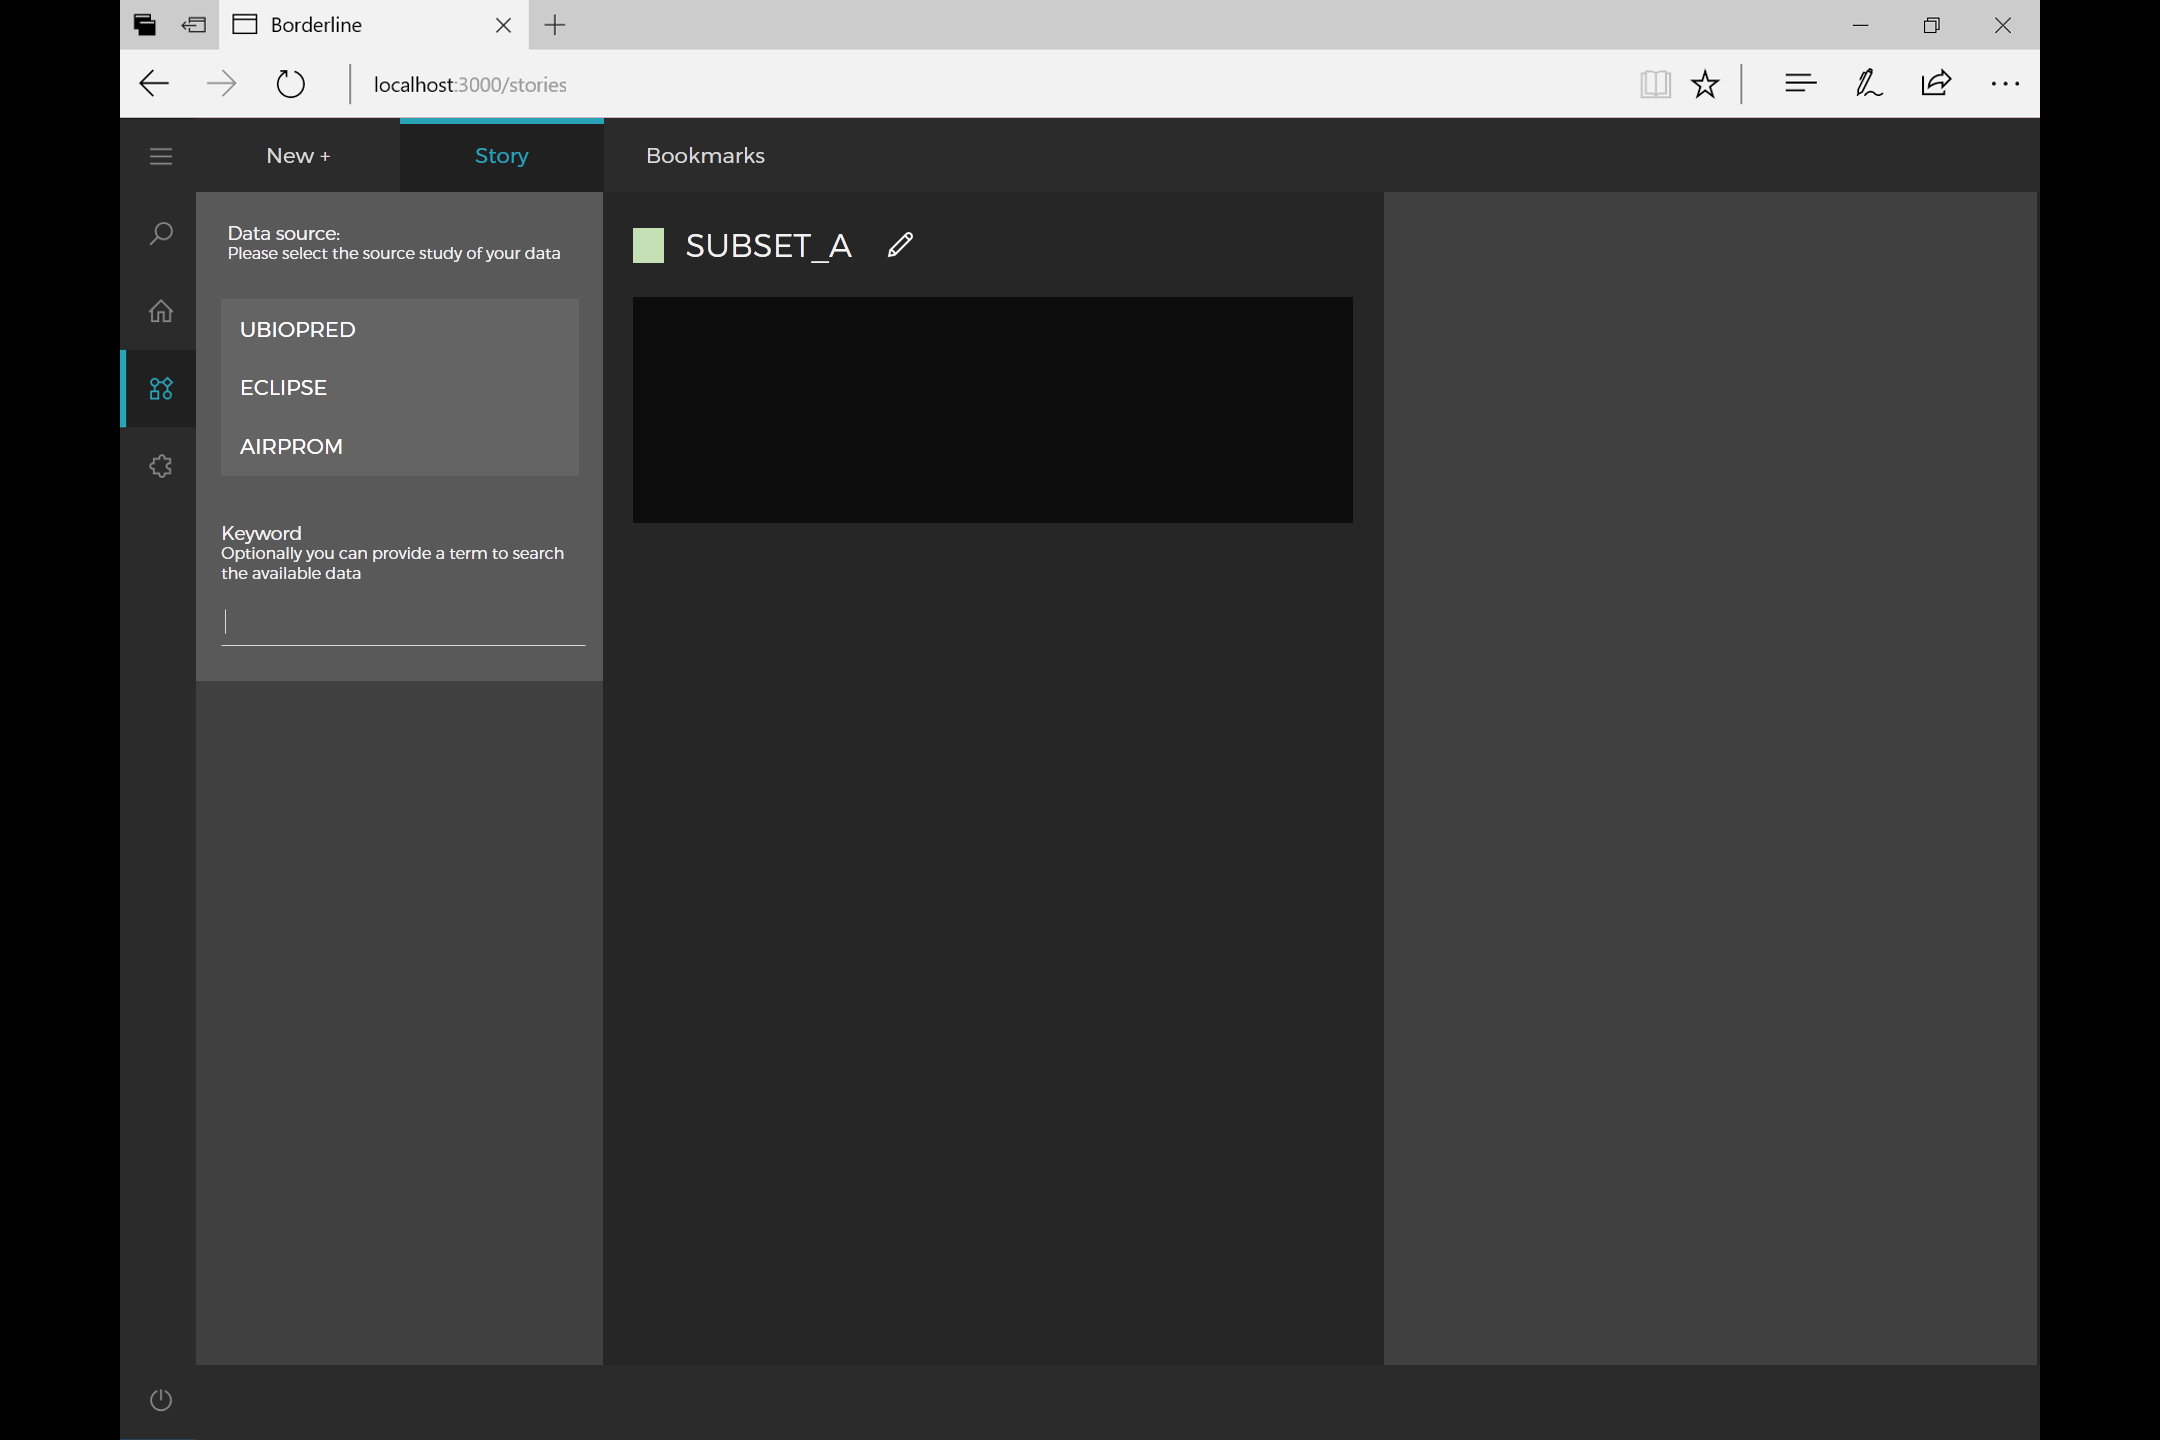 Borderline
localhost:3000/stories
New +
Story
Bookmarks
Data source:
Please select the source study of your data
UBIOPRED
ECLIPSE
AIRPROM
Keyword
Optionally you can provide a term to search
the available data
SUBSET_A